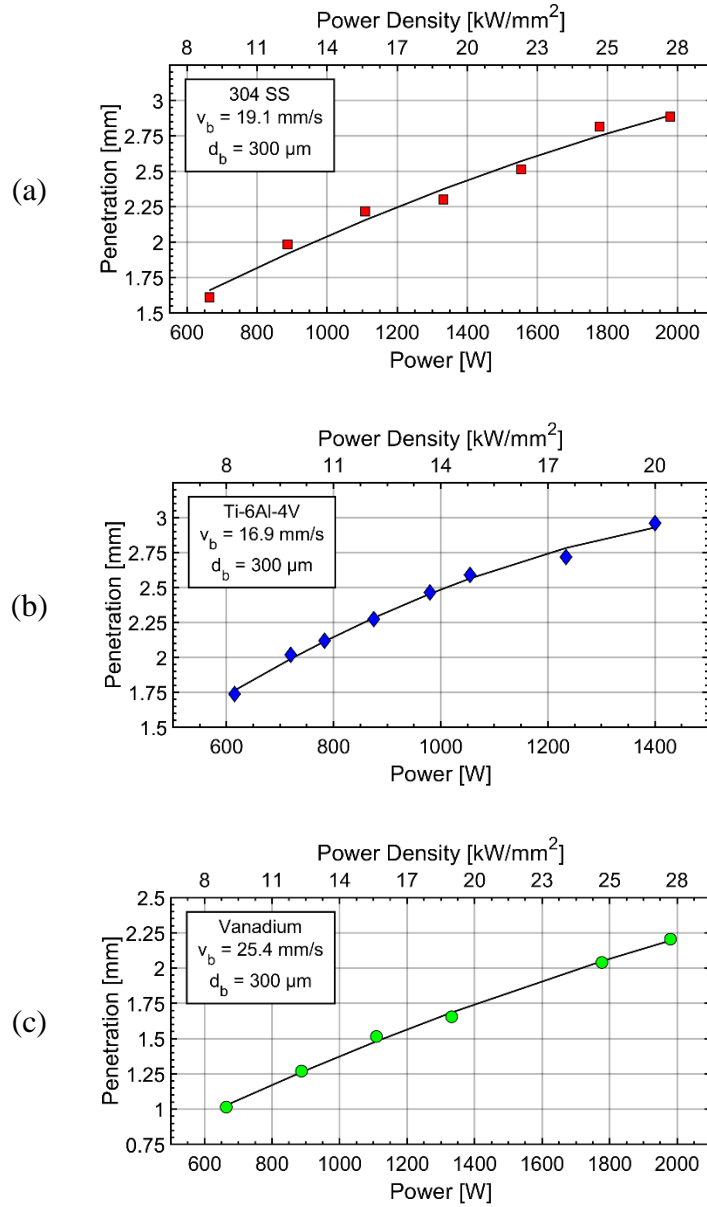 Power Density [kW/mm2]
8 11 14 17 19 22 25 28
304 SS
vb = 19.1 mm/s
db = 300 µm
(a)
Penetration [mm]
3
2.75
2.5
2.25
2
1.75
1.5
600 800 1000 1200 1400 1600 1800 2000
Power [W]
Power Density [kW/mm2]
8 11 14 17 20
Ti-6Al-4V
vb = 16.9 mm/s
db = 300 µm
(b)
Penetration [mm]
3
2.75
2.5
2.25
2
1.75
1.5
600 800 1000 1200 1400
Power [W]
Power Density [kW/mm2]
8 11 14 17 20 23 25 28
Vanadium
vb = 25.4 mm/s
db = 300 µm
(c)
Penetration [mm]
2.5
2.25
2
1.75
1.5
1.25
1
0.75
600 800 1000 1200 1400 1600 1800 2000
Power [W]